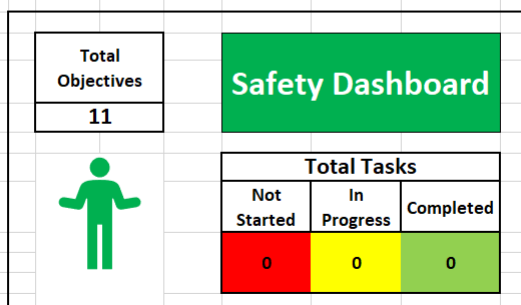 Total
Objectives
11
Safety Dashboard
Total Tasks
Not
Started
In
Progress
Completed
0
0
0